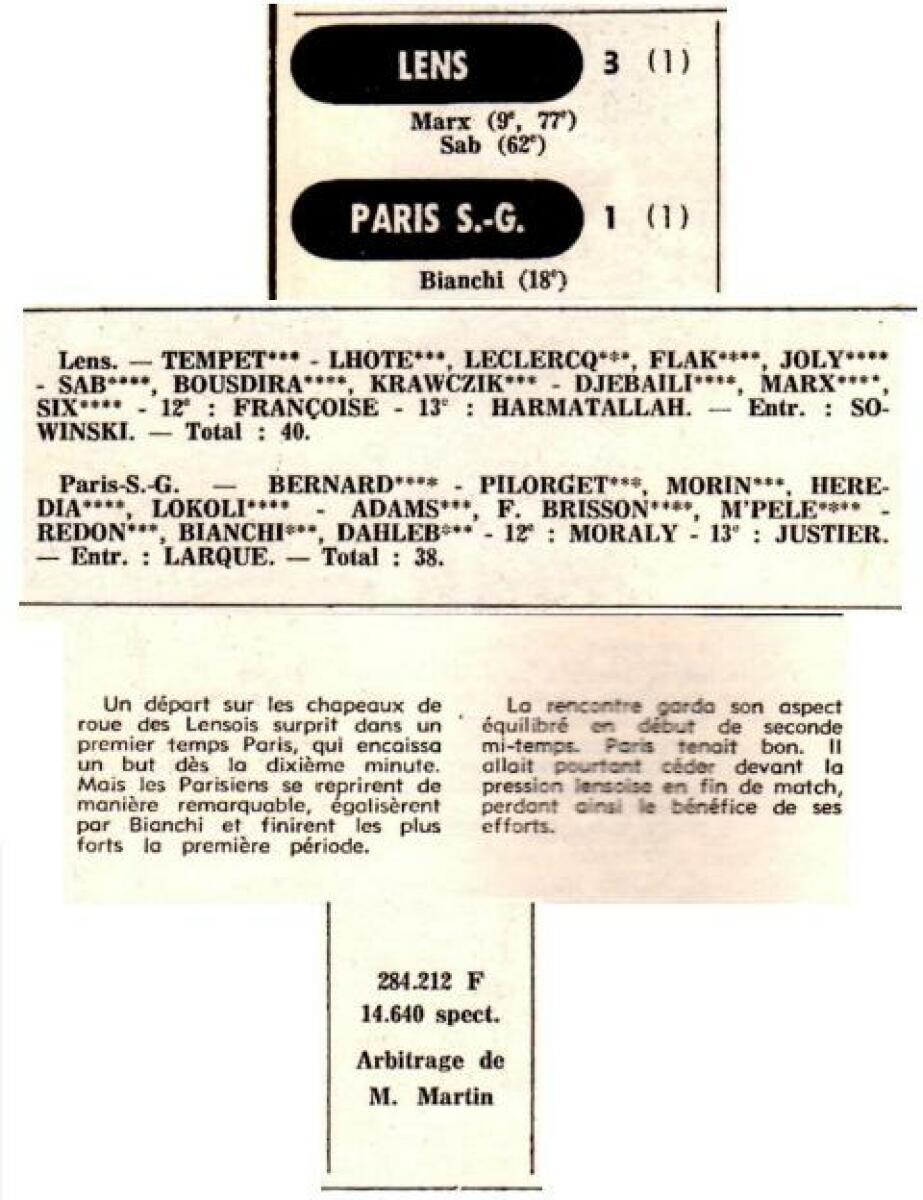 LENS 3 (1)
Marx (9e, 77e)
Sab (62e)
PARIS S.-G. 1 (1)
Bianchi (18e)
Lens. — TEMPET*** - LHOTE***, LECLERCQ***, FLAK****, JOLY****
- SAB****, BOUSDIRA****, KRAWCZIK*** - DJEBAILI****, MARX****,
SIX**** - 12e : FRANÇOISE - 13e : HARMATALLAH. — Entr. : SO-
WINSKI. — Total : 40.
Paris-S.-G. — BERNARD**** - PILORGET***, MORIN***, HERE-
DIA****, LOKOLI**** - ADAMS***, F. BRISSON****, M'PELE**** -
REDON***, BIANCHI***, DAHLEB*** - 12e : MORALY - 13e : JUSTIER.
— Entr. : LARQUE. — Total : 38.
Un départ sur les chapeaux de
roue des Lensois surprit dans un
premier temps Paris, qui encaissa
un but dès la dixième minute.
Mais les Parisiens se reprirent de
manière remarquable, égalisèrent
par Bianchi et finirent les plus
forts la première période.
La rencontre garda son aspect
équilibré en début de seconde
mi-temps. Paris tenait bon. Il
allait pourtant céder devant la
pression lensoise en fin de match,
perdant ainsi le bénéfice de ses
efforts.
284.212 F
14.640 spect.
Arbitrage de
M. Martin